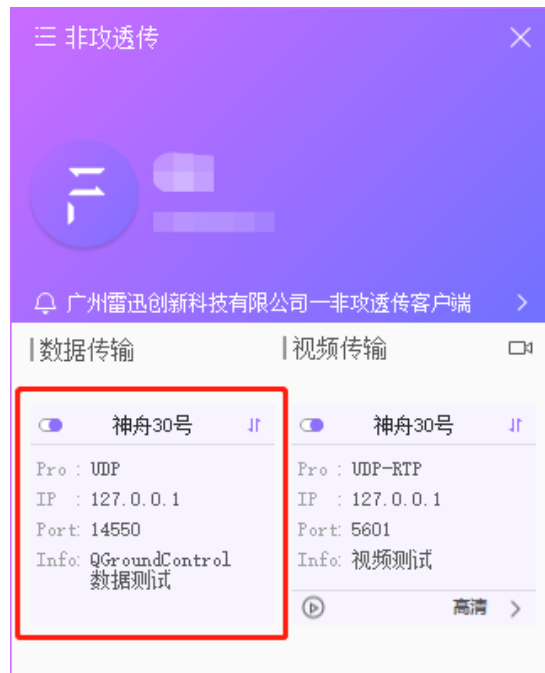 非攻透传
广州雷迅创新科技有限公司一非攻透传客户端
数据传输
视频传输
神舟30号
Pro : UDP
IP : 127.0.0.1
Port: 14550
Info: QGroundControl
数据测试
神舟30号
Pro : UDP-RTP
IP : 127.0.0.1
Port: 5601
Info: 视频测试
高清